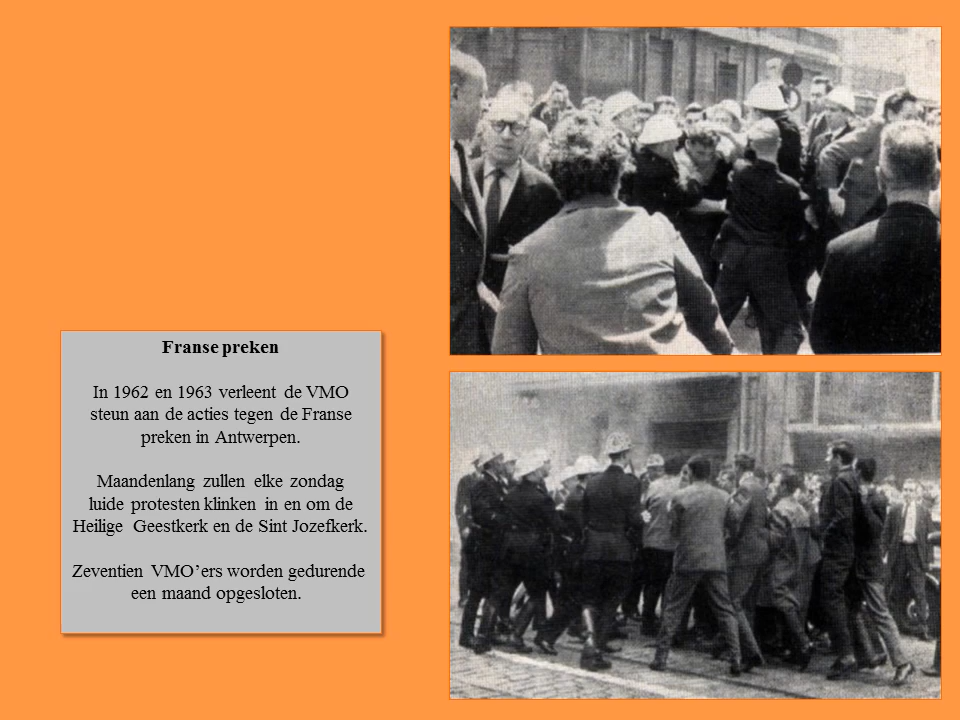 Franse preken
In 1962 en 1963 verleent de VMO
steun aan de acties tegen de Franse
preken in Antwerpen.
Maandenlang zullen elke zondag
luide protesten klinken in en om de
Heilige Geestkerk en de Sint Jozefkerk.
Zeventien VMO’ers worden gedurende
een maand opgesloten.